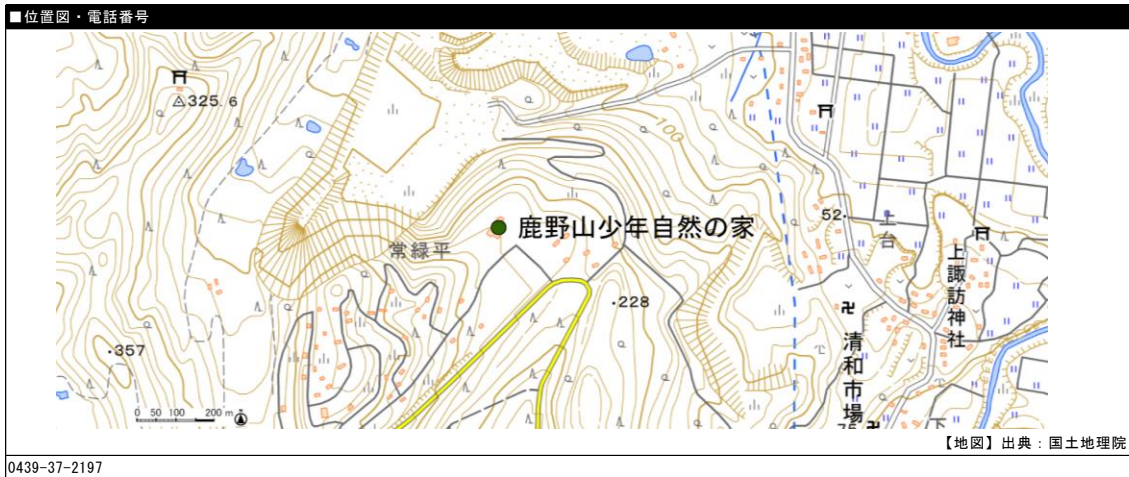 ■位置図・電話番号
325.6
100
鹿野山少年自然の家
常緑平
52
上台
上諏訪神社
228
357
清和市場
0 50 100 200 m
【地図】出典：国土地理院
0439-37-2197